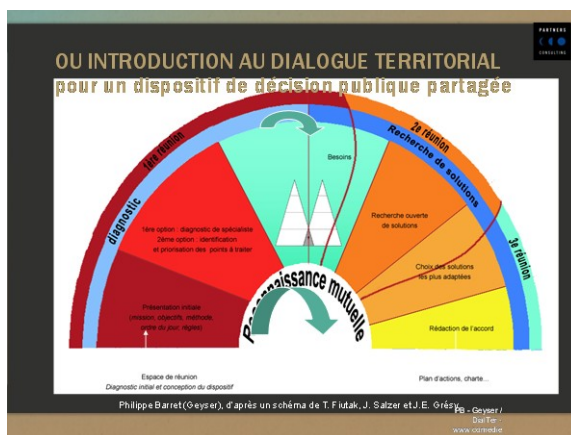 PARTNERS
CONSULTING
OU INTRODUCTION AU DIALOGUE TERRITORIAL
pour un dispositif de décision publique partagée
1ère réunion
2e réunion
3e réunion
diagnostic
Recherche de solutions
Besoins
1ère option : diagnostic de spécialiste
2ème option : identification
et priorisation des points à traiter
Recherche ouverte
de solutions
Choix des solutions
les plus adaptées
Présentation initiale
(mission, objectifs, méthode,
ordre du jour, règles)
Reconnaissance mutuelle
Rédaction de l'accord
Espace de réunion
Diagnostic initial et conception du dispositif
Plan d'actions, charte…
Philippe Barret (Geyser), d'après un schéma de T. Fiutak, J. Salzer et J.E. Grésy
PB - Geyser /
DialTer -